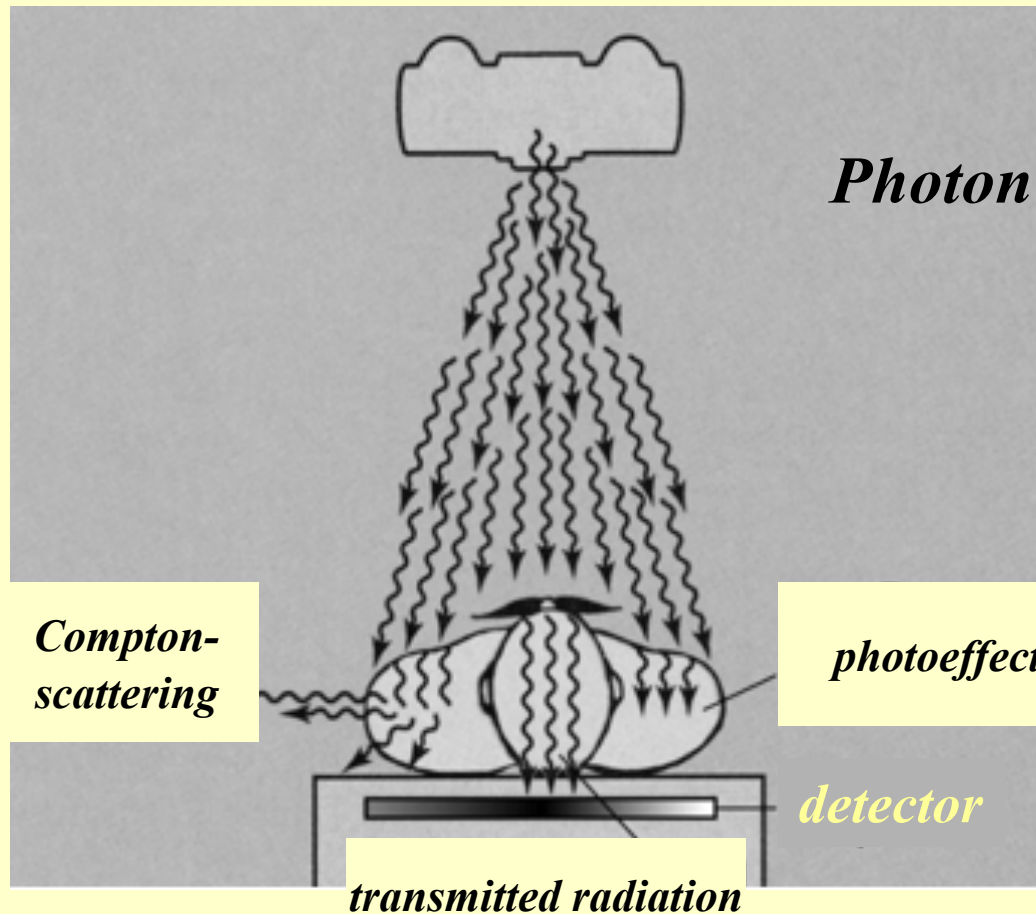 Photon
Compton-
scattering
photoeffect
detector
transmitted radiation